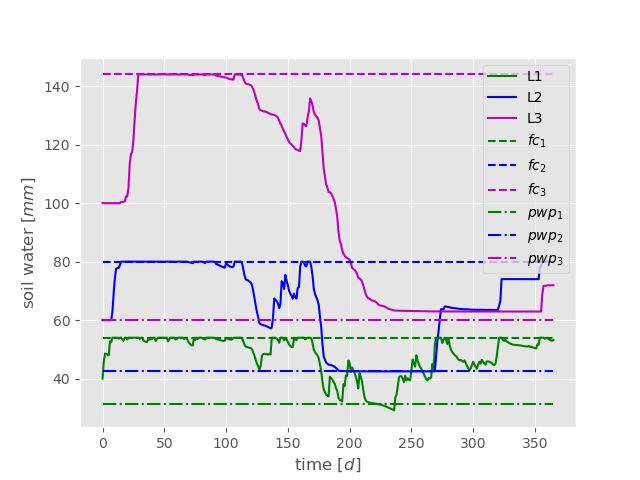 soil water [mm]
140
120
100
80
60
40
0
50
100
150
200
250
300
350
time [d]
L1
L2
L3
fc₁
fc₂
fc₃
pwp₁
pwp₂
pwp₃